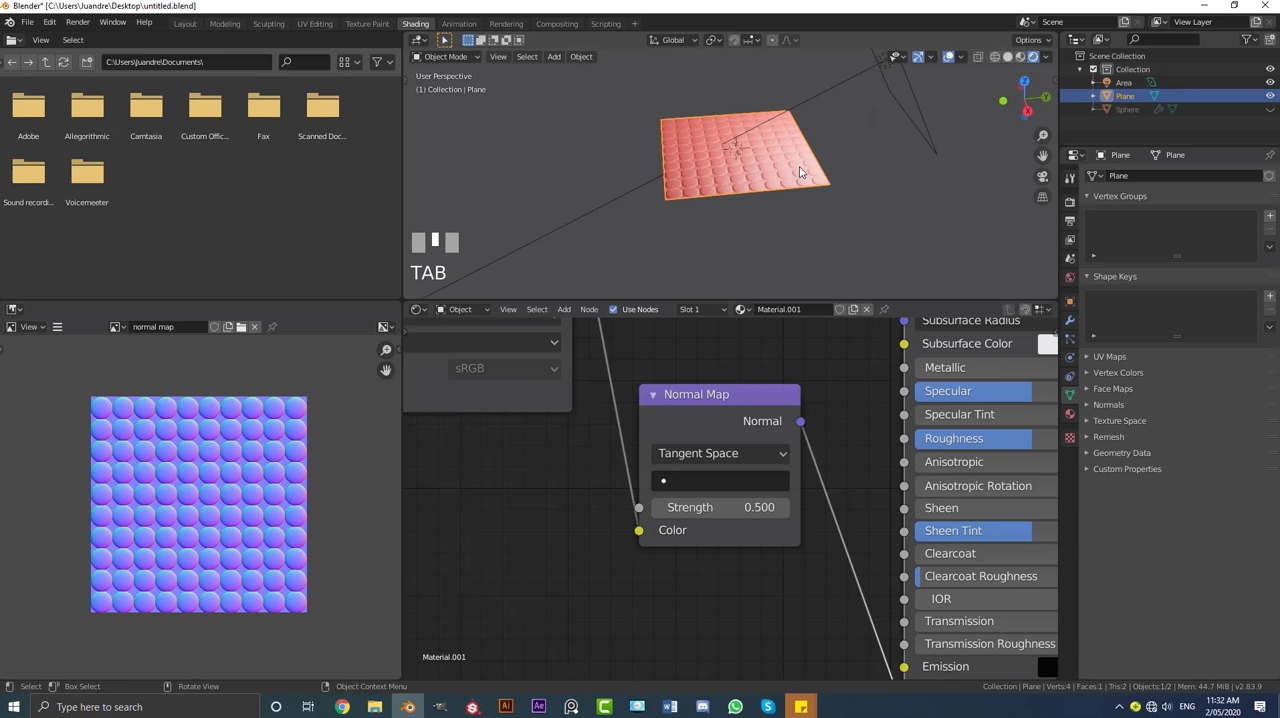 Blender* [C:\Users\Juandre\Desktop\untitled.blend]
File Edit Render Window Help Layout Modeling Sculpting UV Editing Texture Paint Shading Animation Rendering Compositing Scripting Scene View Layer
View Select
C:\Users\Juandre\Documents\
Adobe Allegorithmic Camtasia Custom Offic... Fax Scanned Doc...
Sound recordi... Voicemeeter
Global Options
Object Mode View Select Add Object
User Perspective
(1) Collection | Plane
TAB
Scene Collection
Collection
Area
Plane
Sphere
Plane Plane
Plane
Vertex Groups
Shape Keys
UV Maps
Vertex Colors
Face Maps
Normals
Texture Space
Remesh
Geometry Data
Custom Properties
View normal map
Object View Select Add Node Use Nodes Slot 1 Material.001
sRGB
Normal Map
Normal
Tangent Space
Strength 0.500
Color
Subsurface Radius
Subsurface Color
Metallic
Specular
Specular Tint
Roughness
Anisotropic
Anisotropic Rotation
Sheen
Sheen Tint
Clearcoat
Clearcoat Roughness
IOR
Transmission
Transmission Roughness
Emission
Material.001
Select Box Select Rotate View Object Context Menu Collection | Plane | Verts:4 | Faces:1 | Tris:2 | Objects:1/2 | Mem: 44.7 MiB | v2.83.9
Type here to search
11:32 AM
2/05/2020